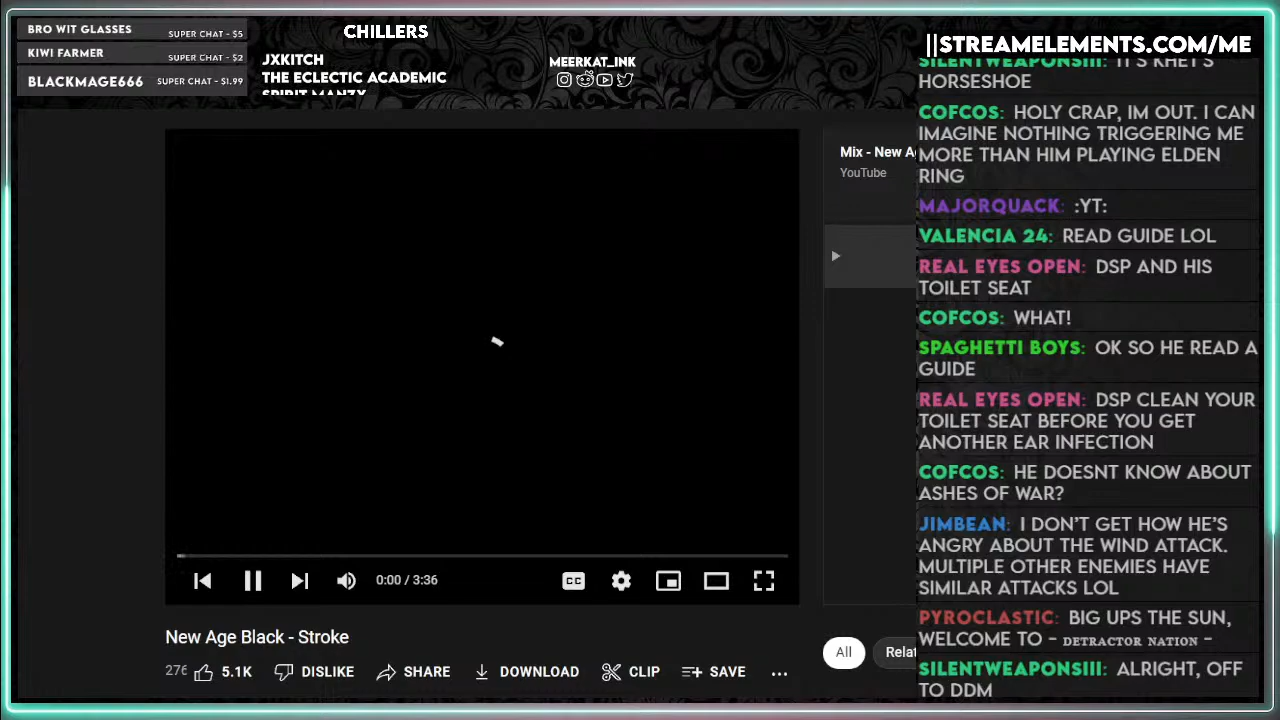 BRO WIT GLASSES SUPER CHAT - $5
KIWI FARMER SUPER CHAT - $2
BLACKMAGE666 SUPER CHAT - $1.99
CHILLERS
JXKITCH
THE ECLECTIC ACADEMIC
SPIRIT MANZY
MEERKAT_INK
||STREAMELEMENTS.COM/ME
SILENTWEAPONSIII: IT'S KHET'S
HORSESHOE
COFCOS: HOLY CRAP, IM OUT. I CAN
IMAGINE NOTHING TRIGGERING ME
MORE THAN HIM PLAYING ELDEN
RING
MAJORQUACK: :YT:
VALENCIA 24: READ GUIDE LOL
REAL EYES OPEN: DSP AND HIS
TOILET SEAT
COFCOS: WHAT!
SPAGHETTI BOYS: OK SO HE READ A
GUIDE
REAL EYES OPEN: DSP CLEAN YOUR
TOILET SEAT BEFORE YOU GET
ANOTHER EAR INFECTION
COFCOS: HE DOESNT KNOW ABOUT
ASHES OF WAR?
JIMBEAN: I DON'T GET HOW HE'S
ANGRY ABOUT THE WIND ATTACK.
MULTIPLE OTHER ENEMIES HAVE
SIMILAR ATTACKS LOL
PYROCLASTIC: BIG UPS THE SUN,
WELCOME TO - DETRACTOR NATION -
SILENTWEAPONSIII: ALRIGHT, OFF
TO DDM
Mix - New A
YouTube
CC
0:00 / 3:36
New Age Black - Stroke
276 5.1K DISLIKE SHARE DOWNLOAD CLIP SAVE ...
All Relat